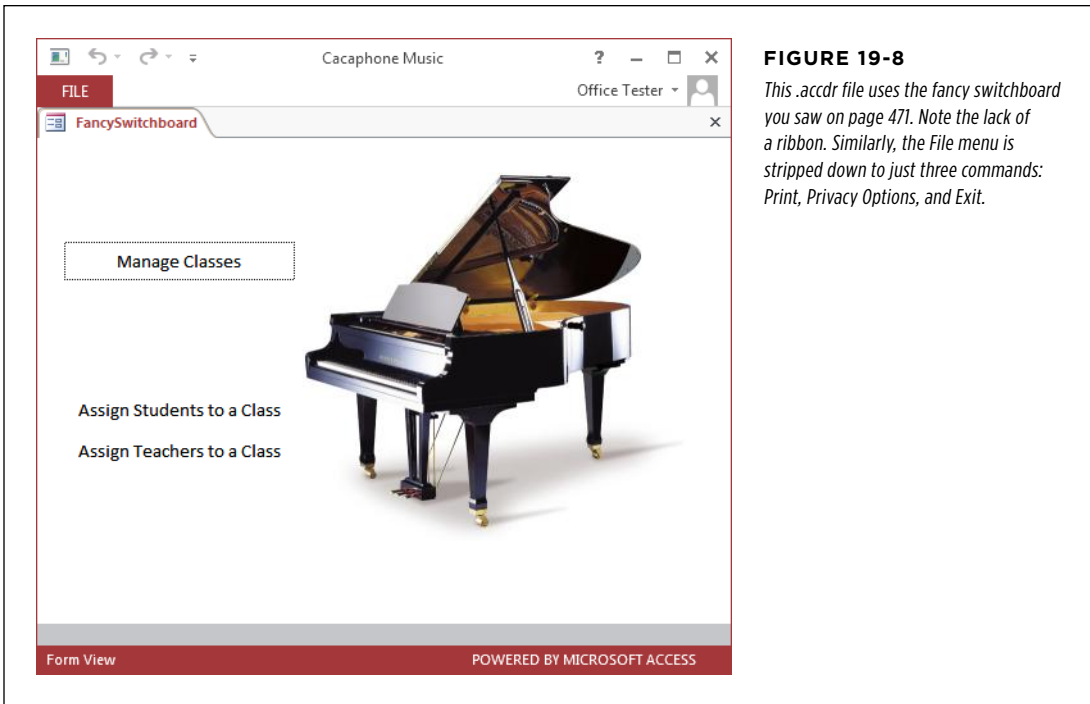 Cacaphone Music
?
FILE
Office Tester
FancySwitchboard
Manage Classes
Assign Students to a Class
Assign Teachers to a Class
Form View
POWERED BY MICROSOFT ACCESS
FIGURE 19-8
This .accdr file uses the fancy switchboard
you saw on page 471. Note the lack of
a ribbon. Similarly, the File menu is
stripped down to just three commands:
Print, Privacy Options, and Exit.